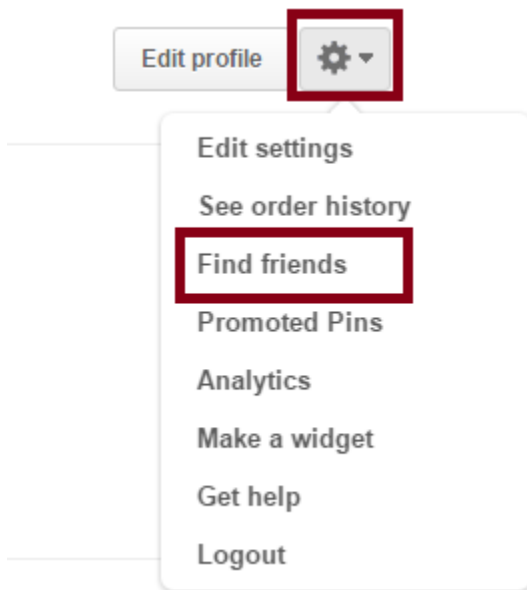 Edit profile
Edit settings
See order history
Find friends
Promoted Pins
Analytics
Make a widget
Get help
Logout